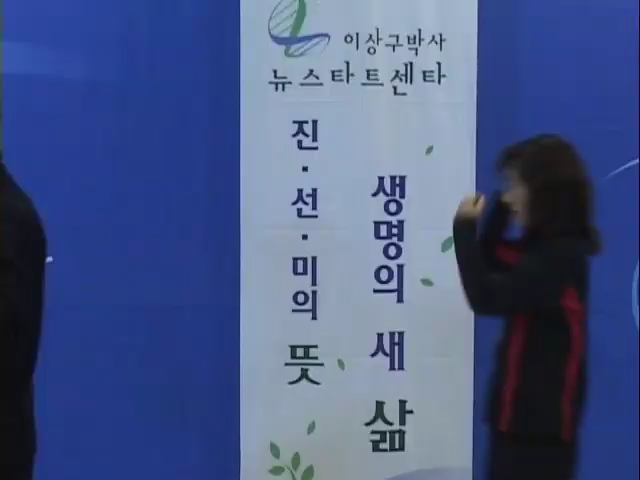 이상구박사
뉴스타트센타
생명의 새 삶
진·선·미의 뜻